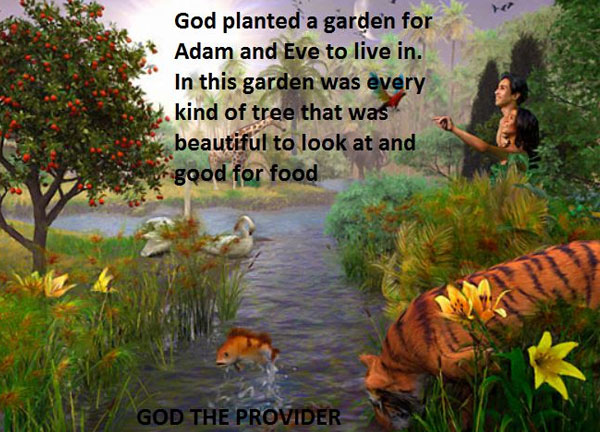 God planted a garden for
Adam and Eve to live in.
In this garden was every
kind of tree that was
beautiful to look at and
good for food
GOD THE PROVIDER